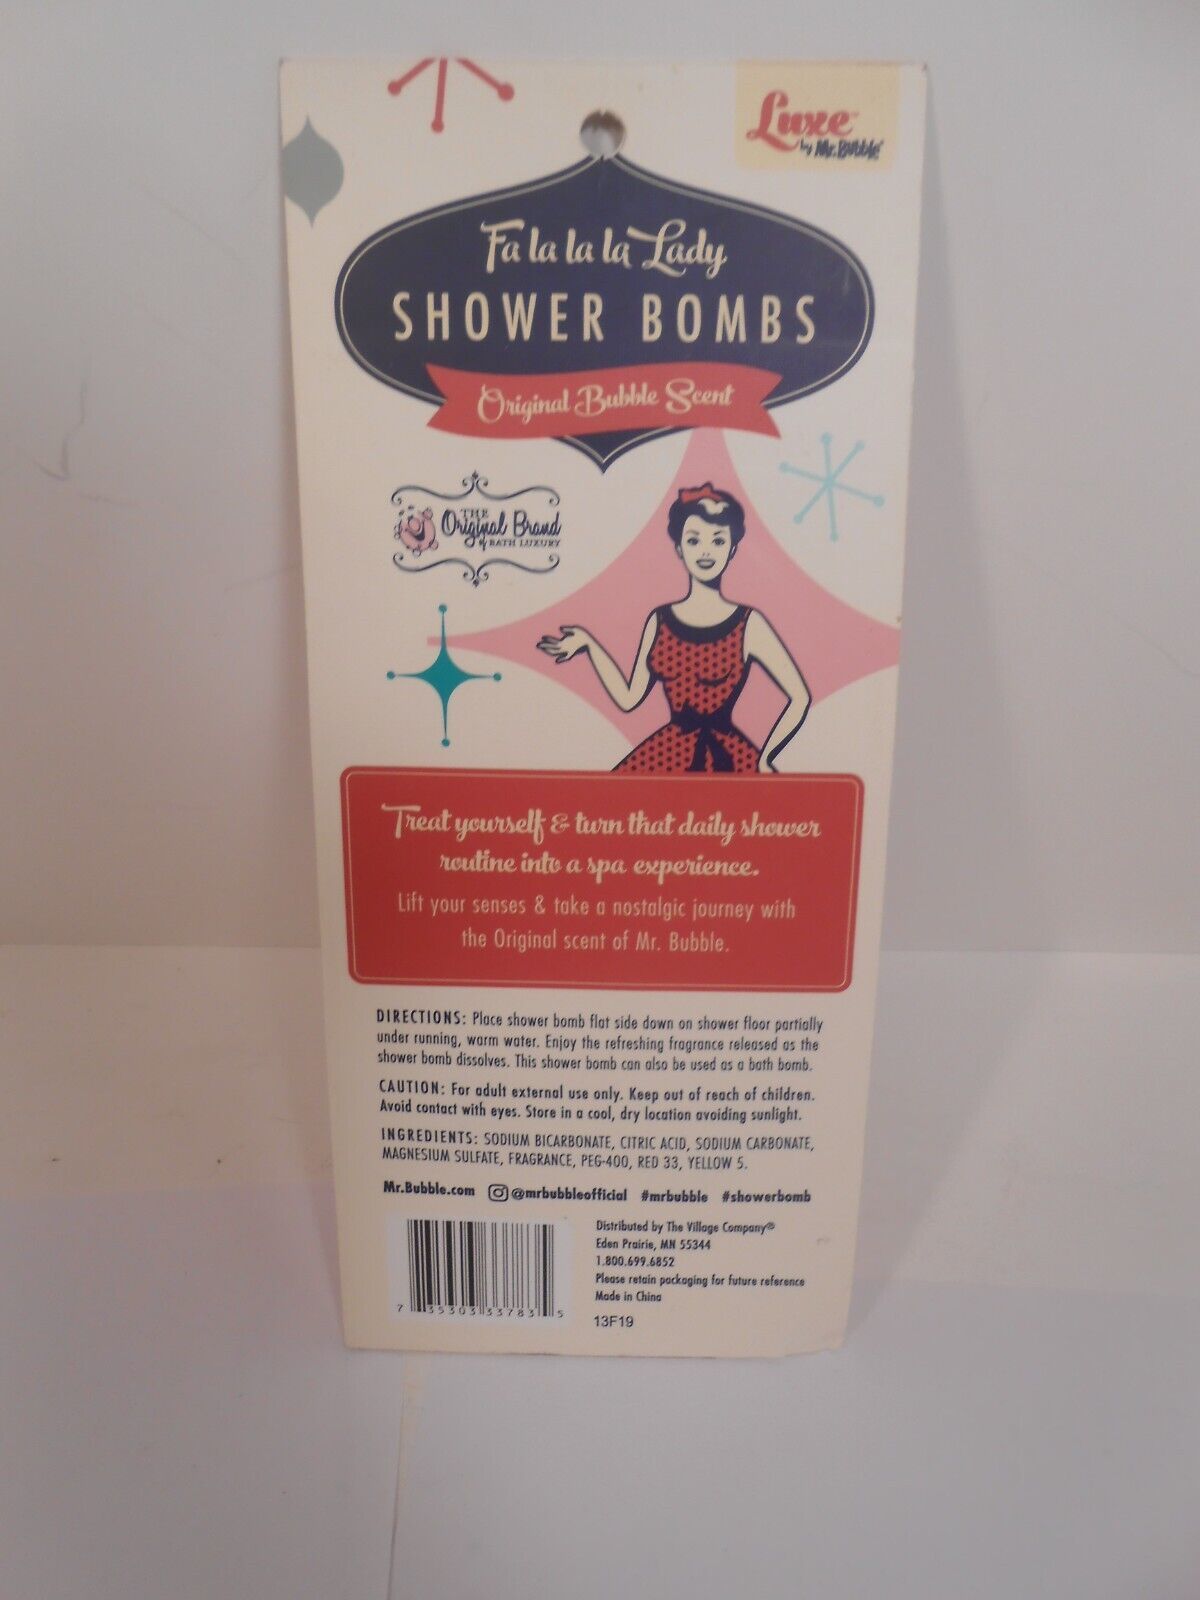 Luxe™
by Mr. Bubble®
Fa la la la Lady
SHOWER BOMBS
Original Bubble Scent
THE
Original Brand
of BATH LUXURY
Treat yourself & turn that daily shower
routine into a spa experience.
Lift your senses & take a nostalgic journey with
the Original scent of Mr. Bubble.
DIRECTIONS: Place shower bomb flat side down on shower floor partially
under running, warm water. Enjoy the refreshing fragrance released as the
shower bomb dissolves. This shower bomb can also be used as a bath bomb.
CAUTION: For adult external use only. Keep out of reach of children.
Avoid contact with eyes. Store in a cool, dry location avoiding sunlight.
INGREDIENTS: SODIUM BICARBONATE, CITRIC ACID, SODIUM CARBONATE,
MAGNESIUM SULFATE, FRAGRANCE, PEG-400, RED 33, YELLOW 5.
Mr.Bubble.com @mrbubbleofficial #mrbubble #showerbomb
Distributed by The Village Company®
Eden Prairie, MN 55344
1.800.699.6852
Please retain packaging for future reference
Made in China
7 35303 33783 5
13F19